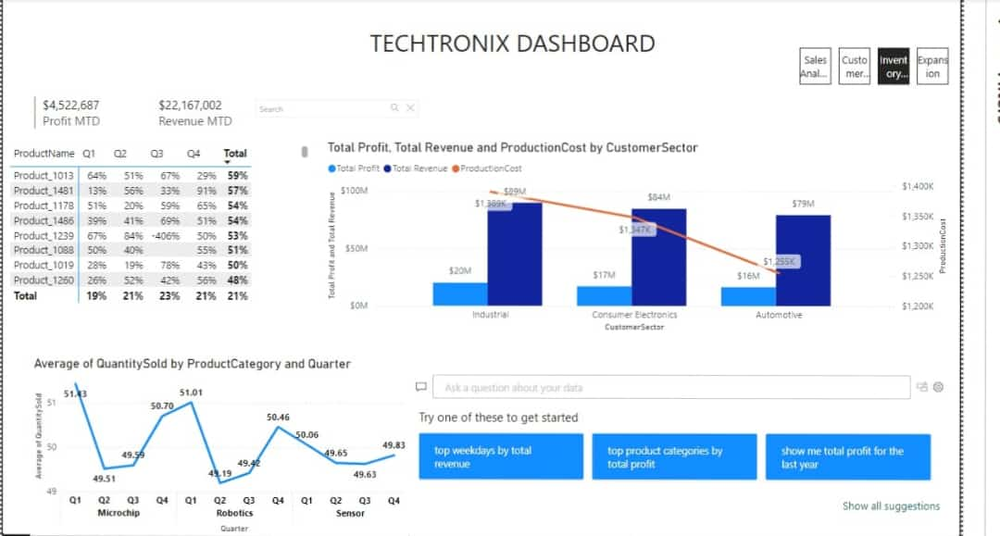 TECHTRONIX DASHBOARD
Sales Anal...
Custo mer...
Invent ory...
Expans ion
$4,522,687
Profit MTD
$22,167,002
Revenue MTD
Search
ProductName Q1 Q2 Q3 Q4 Total
Product_1013 64% 51% 67% 29% 59%
Product_1481 13% 56% 33% 91% 57%
Product_1178 51% 20% 59% 65% 54%
Product_1486 39% 41% 69% 51% 54%
Product_1239 67% 84% -406% 50% 53%
Product_1088 50% 40% 55% 51%
Product_1019 28% 19% 78% 43% 50%
Product_1260 26% 52% 42% 56% 48%
Total 19% 21% 23% 21% 21%
Total Profit, Total Revenue and ProductionCost by CustomerSector
Total Profit Total Revenue ProductionCost
Total Profit and Total Revenue
$100M
$50M
$0M
$20M
$1,389K
$89M
$17M
$1,347K
$84M
$16M
$1,255K
$79M
$1,400K
$1,350K
$1,300K
$1,250K
$1,200K
ProductionCost
Industrial
Consumer Electronics
Automotive
CustomerSector
Average of QuantitySold by ProductCategory and Quarter
Average of QuantitySold
51
50
49
51.43
49.51
49.59
50.70
51.01
49.19
49.42
50.46
50.06
49.65
49.63
49.83
Q1 Q2 Q3 Q4 Q1 Q2 Q3 Q4 Q1 Q2 Q3 Q4
Microchip Robotics Sensor
Quarter
Ask a question about your data
Try one of these to get started
top weekdays by total
revenue
top product categories by
total profit
show me total profit for the
last year
Show all suggestions